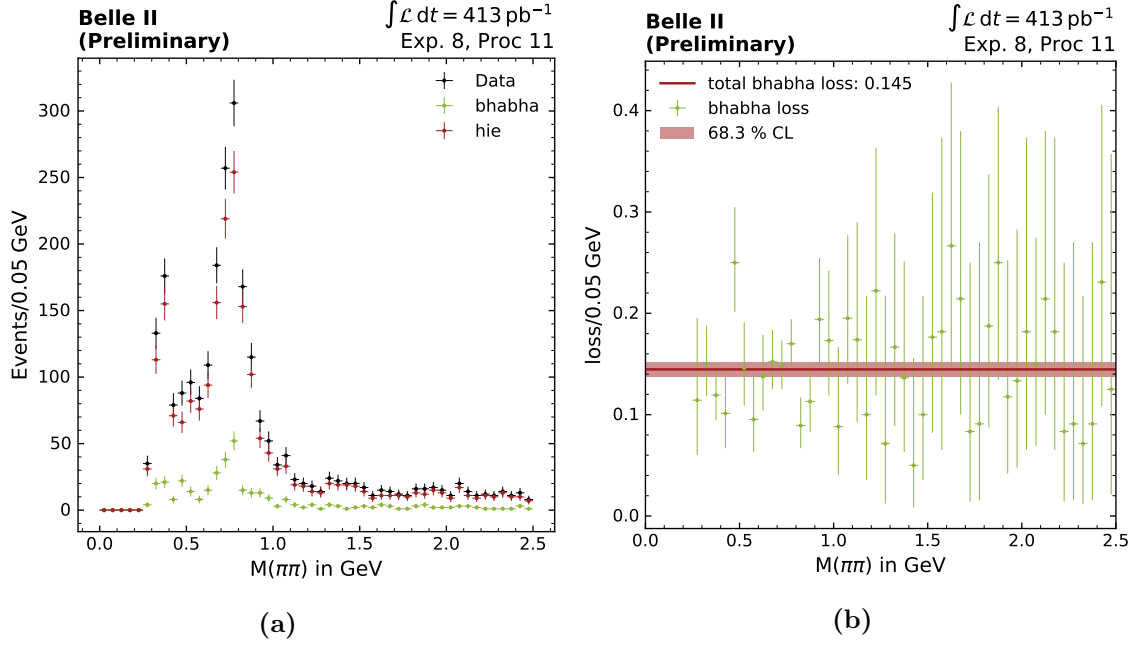 Belle II
(Preliminary)
∫ℒ dt = 413 pb⁻¹
Exp. 8, Proc 11
Data
bhabha
hie
Events/0.05 GeV
300
250
200
150
100
50
0
0.0 0.5 1.0 1.5 2.0 2.5
M(ππ) in GeV
(a)
Belle II
(Preliminary)
∫ℒ dt = 413 pb⁻¹
Exp. 8, Proc 11
total bhabha loss: 0.145
bhabha loss
68.3 % CL
loss/0.05 GeV
0.4
0.3
0.2
0.1
0.0
0.0 0.5 1.0 1.5 2.0 2.5
M(ππ) in GeV
(b)